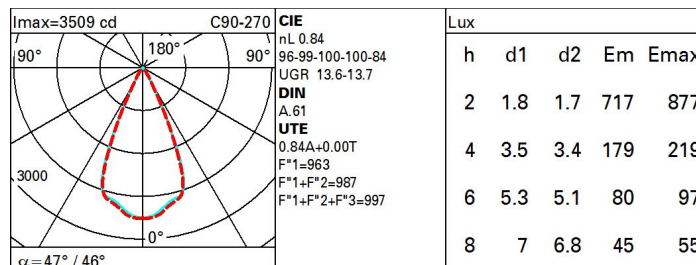 Imax=3509 cd C90-270
90° 180° 90°
3000
0°
α=47° / 46°
CIE
nL 0.84
96-99-100-100-84
UGR 13.6-13.7
DIN
A.61
UTE
0.84A+0.00T
F"1=963
F"1+F"2=987
F"1+F"2+F"3=997
Lux
h d1 d2 Em Emax
2 1.8 1.7 717 877
4 3.5 3.4 179 219
6 5.3 5.1 80 97
8 7 6.8 45 55